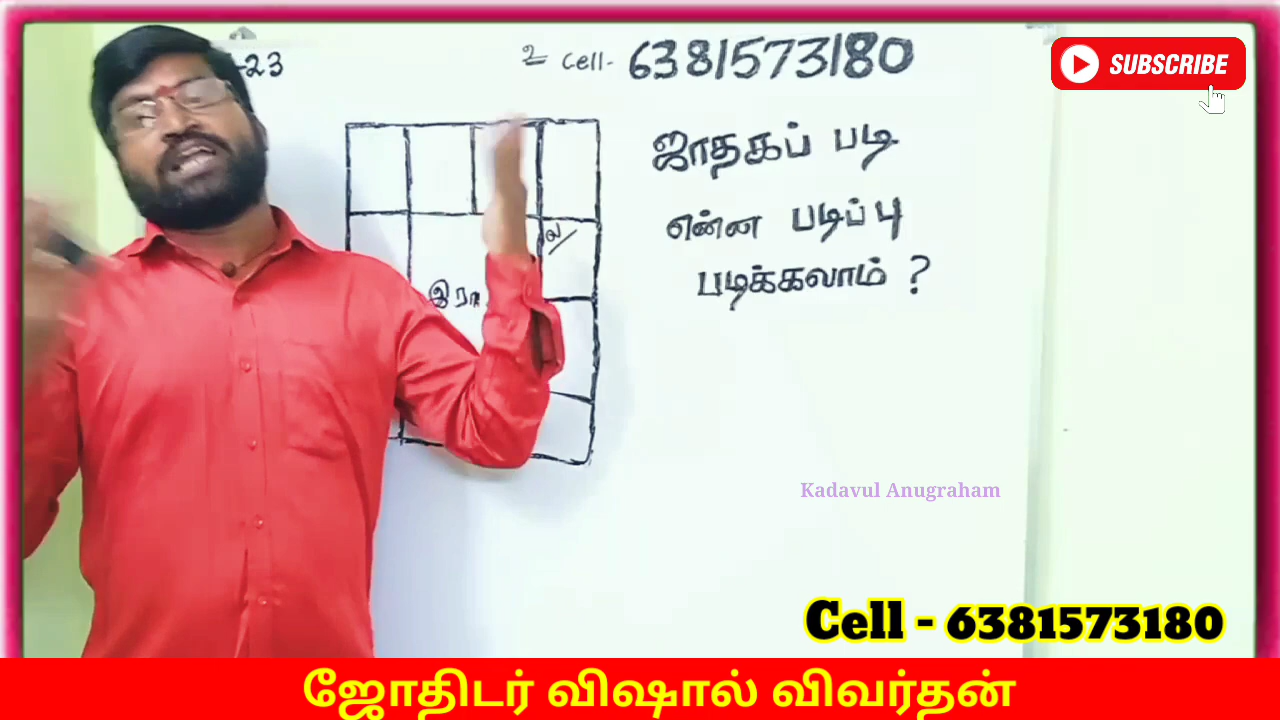 -23
உ Cell- 6381573180
SUBSCRIBE
ஜாதகப் படி
என்ன படிப்பு
படிக்கலாம் ?
ல/
இரா
Kadavul Anugraham
Cell - 6381573180
ஜோதிடர் விஷால் விவர்தன்